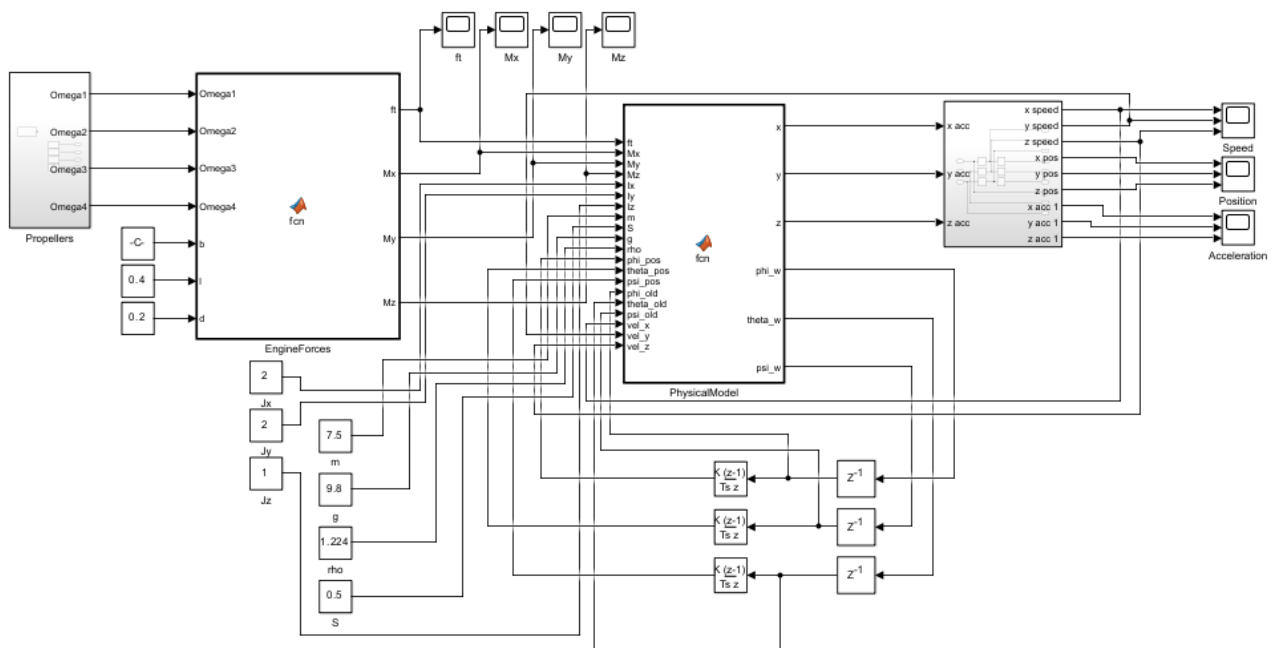 ft
Mx
My
Mz
Omega1
Omega2
Omega3
Omega4
Propellers
Omega1
Omega2
Omega3
Omega4
b
l
d
-C-
0.4
0.2
fcn
ft
Mx
My
Mz
EngineForces
2
Jx
2
Jy
1
Jz
7.5
m
9.8
g
1.224
rho
0.5
S
ft
Mx
My
Mz
Ix
Iy
Iz
m
S
g
rho
phi_pos
theta_pos
psi_pos
phi_old
theta_old
psi_old
vel_x
vel_y
vel_z
fcn
x
y
z
phi_w
theta_w
psi_w
PhysicalModel
x acc
y acc
z acc
x speed
y speed
z speed
x pos
y pos
z pos
x acc 1
y acc 1
z acc 1
Speed
Position
Acceleration
K (z-1)
Ts z
z-1
K (z-1)
Ts z
z-1
K (z-1)
Ts z
z-1